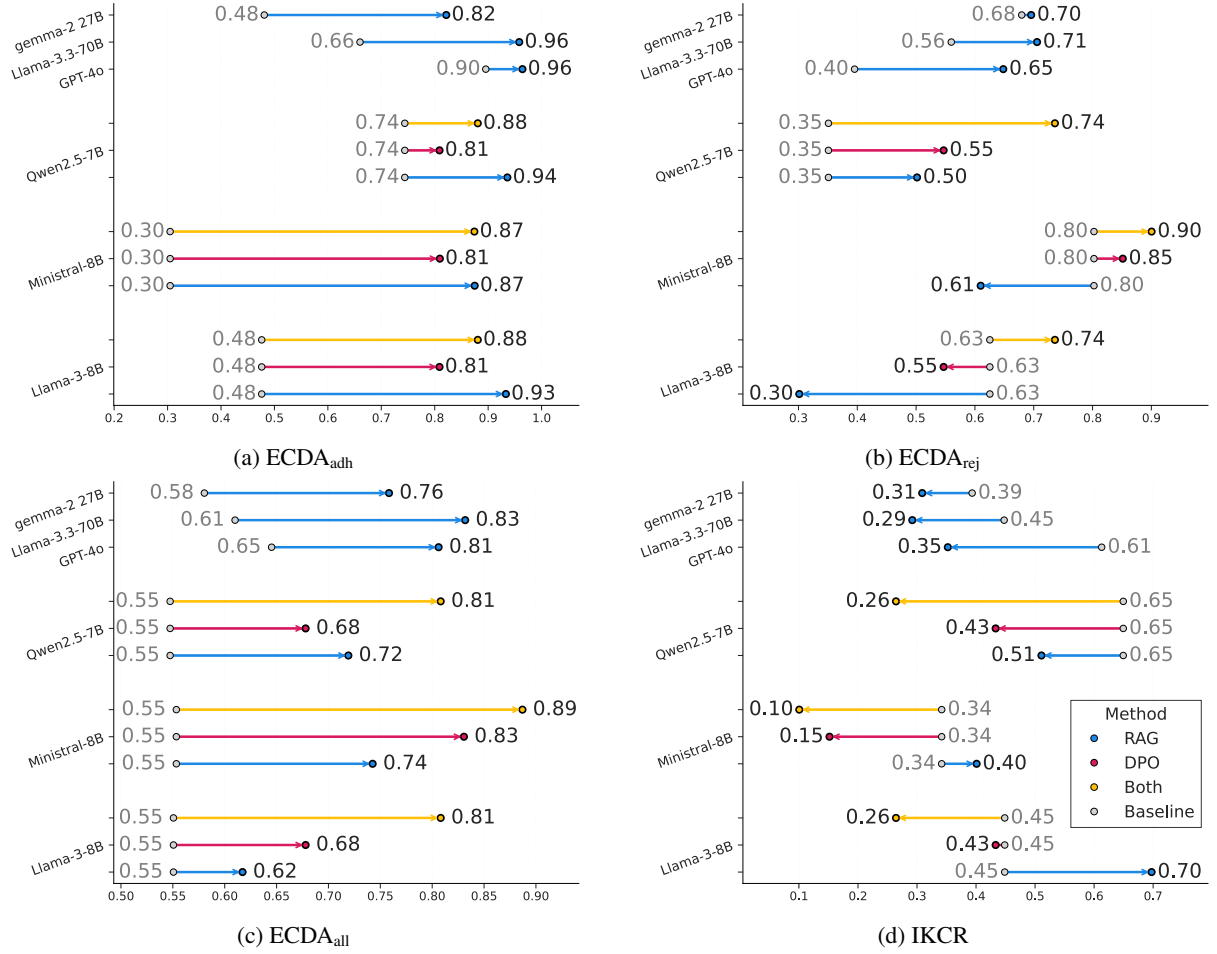 gemma-2 27B
Llama-3.3-70B
GPT-4o
Qwen2.5-7B
Ministral-8B
Llama-3-8B
0.48 0.82
0.66 0.96
0.90 0.96
0.74 0.88
0.74 0.81
0.74 0.94
0.30 0.87
0.30 0.81
0.30 0.87
0.48 0.88
0.48 0.81
0.48 0.93
0.2 0.3 0.4 0.5 0.6 0.7 0.8 0.9 1.0
(a) ECDAadh
gemma-2 27B
Llama-3.3-70B
GPT-4o
Qwen2.5-7B
Ministral-8B
Llama-3-8B
0.68 0.70
0.56 0.71
0.40 0.65
0.35 0.74
0.35 0.55
0.35 0.50
0.80 0.90
0.80 0.85
0.61 0.80
0.63 0.74
0.55 0.63
0.30 0.63
0.3 0.4 0.5 0.6 0.7 0.8 0.9
(b) ECDArej
gemma-2 27B
Llama-3.3-70B
GPT-4o
Qwen2.5-7B
Ministral-8B
Llama-3-8B
0.58 0.76
0.61 0.83
0.65 0.81
0.55 0.81
0.55 0.68
0.55 0.72
0.55 0.89
0.55 0.83
0.55 0.74
0.55 0.81
0.55 0.68
0.55 0.62
0.50 0.55 0.60 0.65 0.70 0.75 0.80 0.85 0.90
(c) ECDAall
gemma-2 27B
Llama-3.3-70B
GPT-4o
Qwen2.5-7B
Ministral-8B
Llama-3-8B
0.31 0.39
0.29 0.45
0.35 0.61
0.26 0.65
0.43 0.65
0.51 0.65
0.10 0.34
0.15 0.34
0.34 0.40
0.26 0.45
0.43 0.45
0.45 0.70
Method
RAG
DPO
Both
Baseline
0.1 0.2 0.3 0.4 0.5 0.6 0.7
(d) IKCR